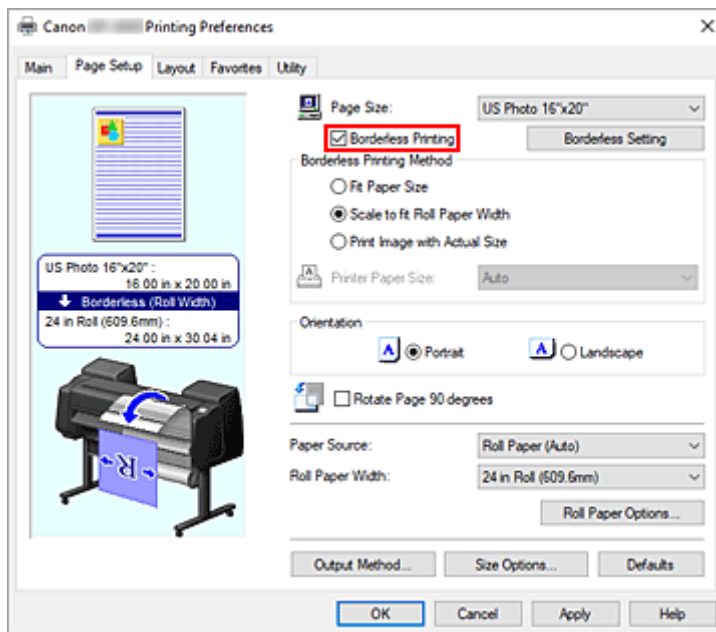 Canon Printing Preferences
Main Page Setup Layout Favorites Utility
Page Size: US Photo 16"x20"
Borderless Printing Borderless Setting
Borderless Printing Method
Fit Paper Size
Scale to fit Roll Paper Width
Print Image with Actual Size
Printer Paper Size: Auto
US Photo 16"x20" :
16.00 in x 20.00 in
Borderless (Roll Width)
24 in Roll (609.6mm) :
24.00 in x 30.04 in
Orientation
A Portrait A Landscape
Rotate Page 90 degrees
R
Paper Source: Roll Paper (Auto)
Roll Paper Width: 24 in Roll (609.6mm)
Roll Paper Options...
Output Method... Size Options... Defaults
OK Cancel Apply Help